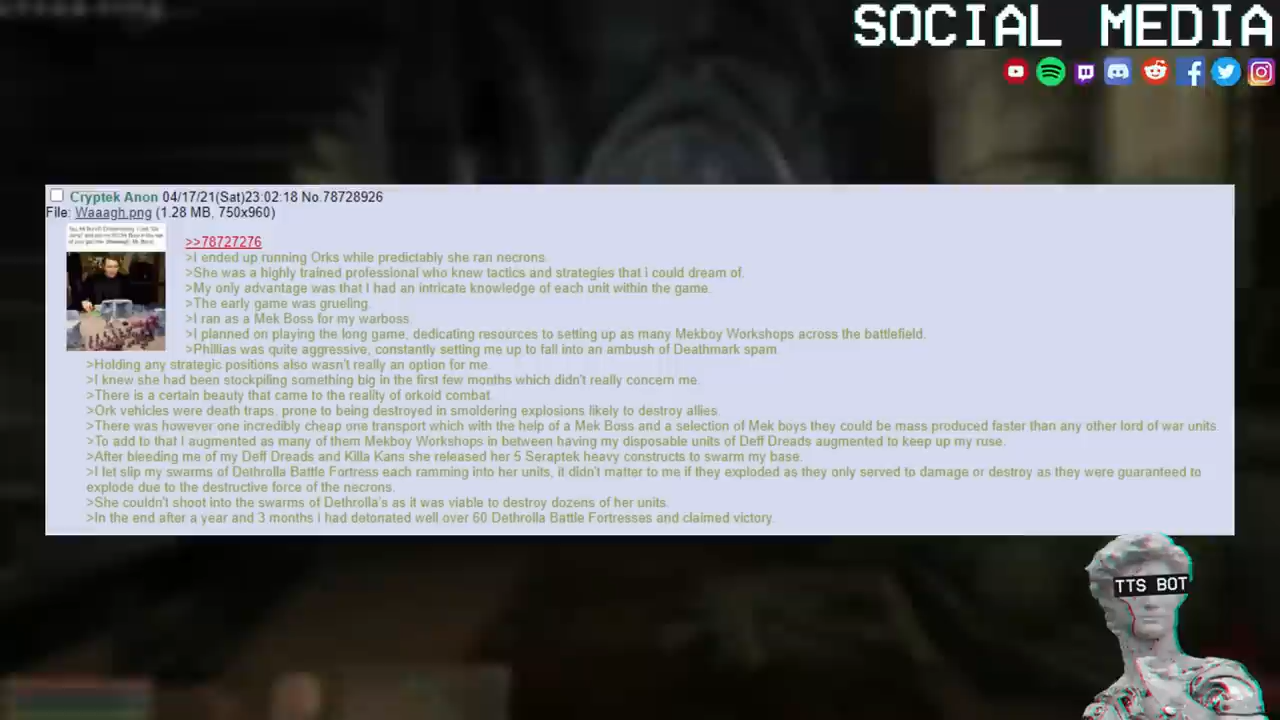 SOCIAL MEDIA
Cryptek Anon 04/17/21(Sat)23:02:18 No.78728926
File: Waaagh.png (1.28 MB, 750x960)
>>78727276
>I ended up running Orks while predictably she ran necrons.
>She was a highly trained professional who knew tactics and strategies that i could dream of.
>My only advantage was that I had an intricate knowledge of each unit within the game.
>The early game was grueling.
>I ran as a Mek Boss for my warboss.
>I planned on playing the long game, dedicating resources to setting up as many Mekboy Workshops across the battlefield.
>Phillias was quite aggressive, constantly setting me up to fall into an ambush of Deathmark spam.
>Holding any strategic positions also wasn't really an option for me.
>I knew she had been stockpiling something big in the first few months which didn't really concern me.
>There is a certain beauty that came to the reality of orkoid combat.
>Ork vehicles were death traps, prone to being destroyed in smoldering explosions likely to destroy allies.
>There was however one incredibly cheap one transport which with the help of a Mek Boss and a selection of Mek boys they could be mass produced faster than any other lord of war units.
>To add to that I augmented as many of them Mekboy Workshops in between having my disposable units of Deff Dreads augmented to keep up my ruse.
>After bleeding me of my Deff Dreads and Killa Kans she released her 5 Seraptek heavy constructs to swarm my base.
>I let slip my swarms of Dethrolla Battle Fortress each ramming into her units, it didn't matter to me if they exploded as they only served to damage or destroy as they were guaranteed to
explode due to the destructive force of the necrons.
>She couldn't shoot into the swarms of Dethrolla's as it was viable to destroy dozens of her units.
>In the end after a year and 3 months I had detonated well over 60 Dethrolla Battle Fortresses and claimed victory.
TTS BOT